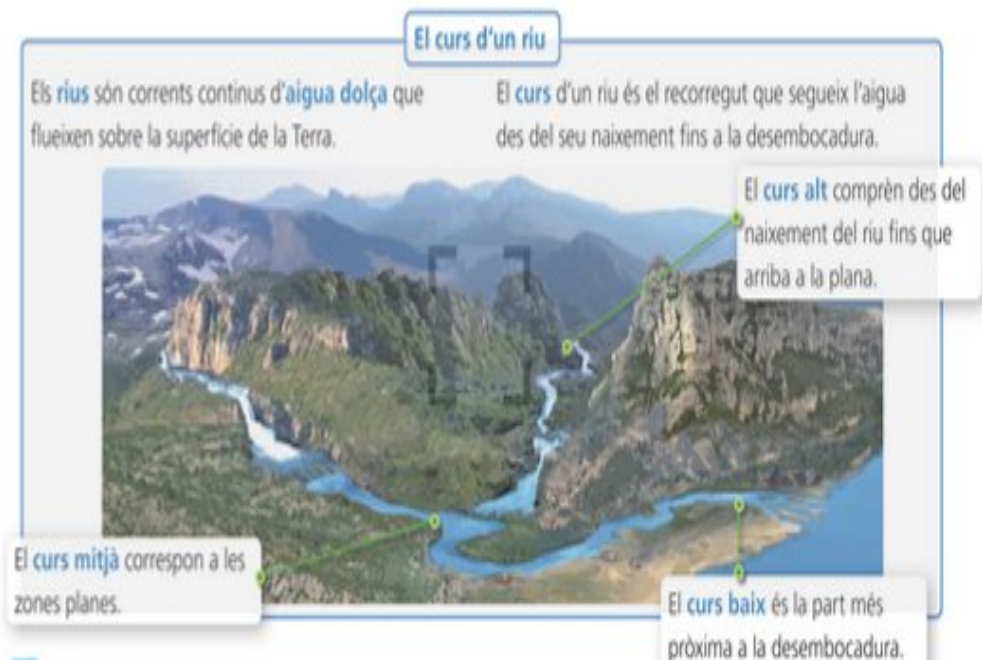 El curs d'un riu
Els rius són corrents continus d'aigua dolça que
flueixen sobre la superfície de la Terra.
El curs d'un riu és el recorregut que segueix l'aigua
des del seu naixement fins a la desembocadura.
El curs alt comprèn des del
naixement del riu fins que
arriba a la plana.
El curs mitjà correspon a les
zones planes.
El curs baix és la part més
pròxima a la desembocadura.